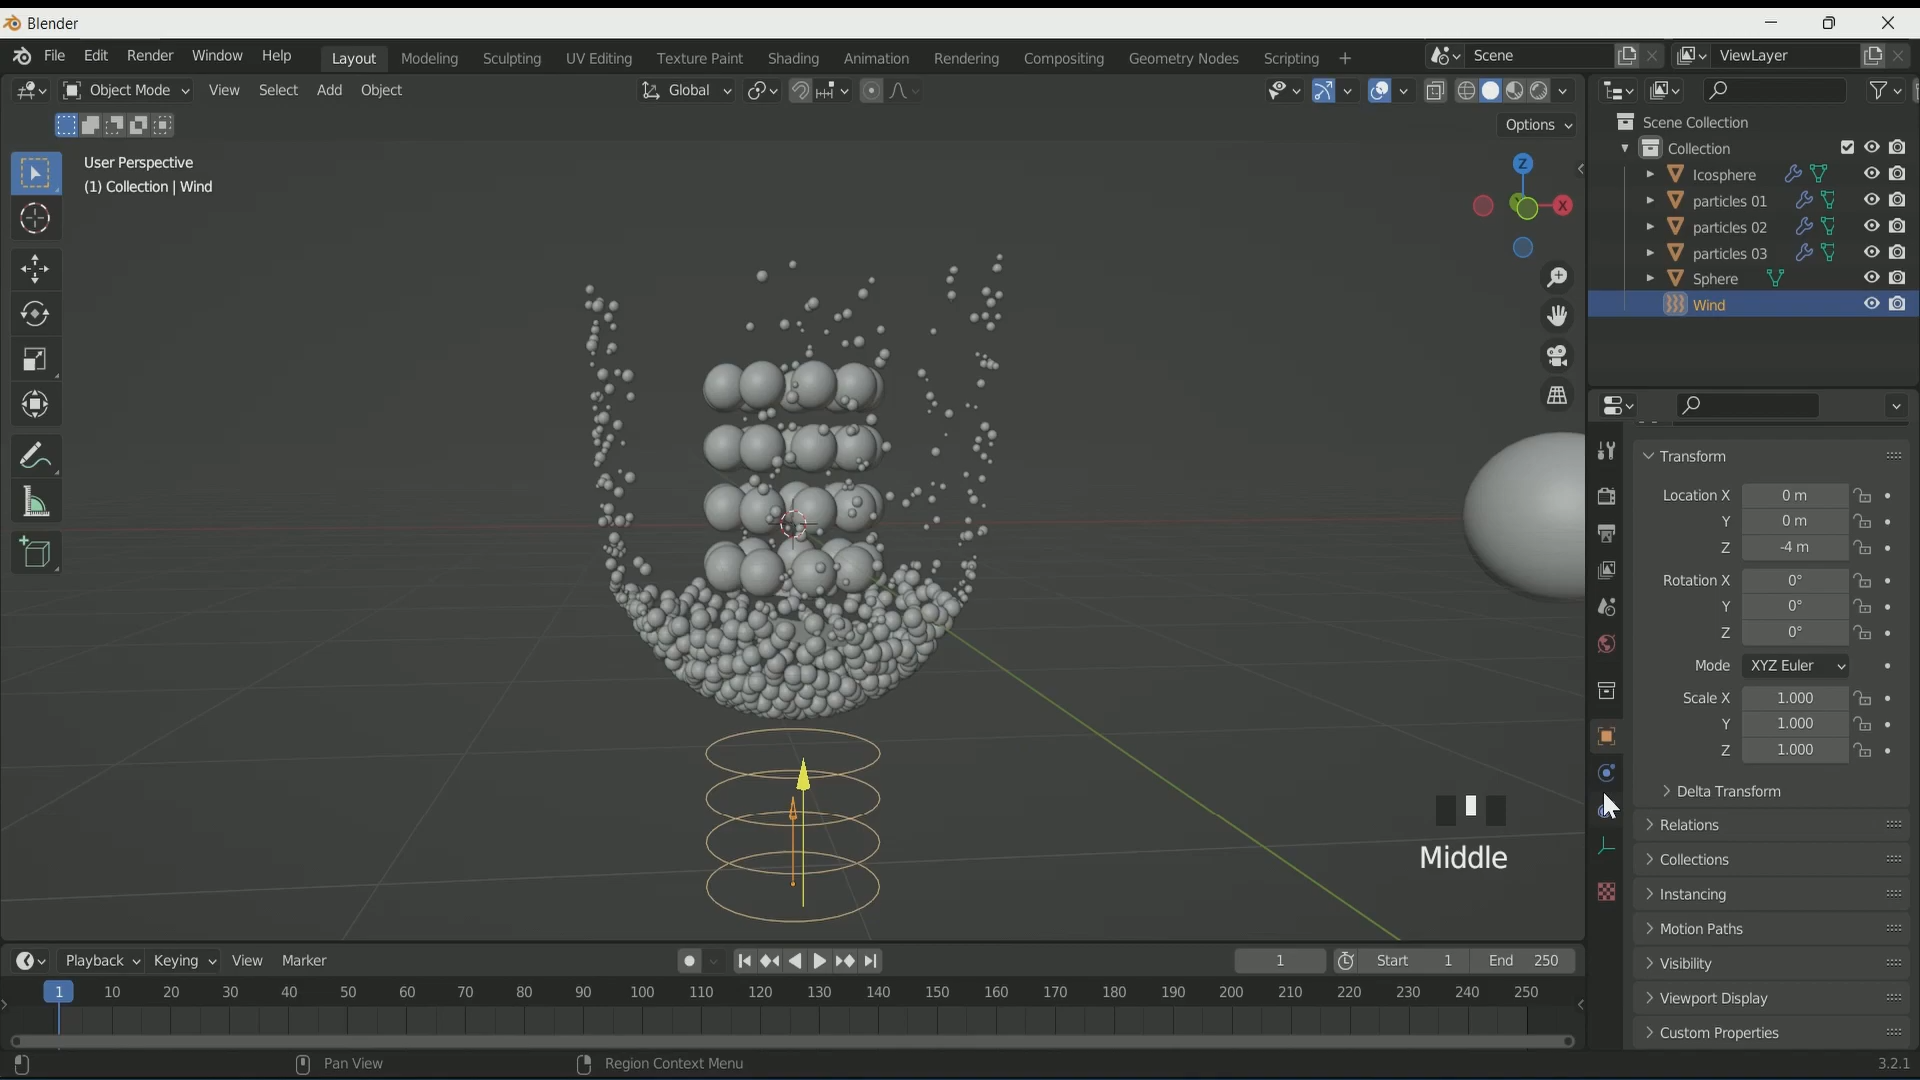 Blender
File Edit Render Window Help Layout Modeling Sculpting UV Editing Texture Paint Shading Animation Rendering Compositing Geometry Nodes Scripting + Scene ViewLayer
Object Mode View Select Add Object Global
Options
User Perspective
(1) Collection | Wind
Z
X
Scene Collection
Collection
Icosphere
particles 01
particles 02
particles 03
Sphere
Wind
Transform
Location X 0 m
Y 0 m
Z -4 m
Rotation X 0°
Y 0°
Z 0°
Mode XYZ Euler
Scale X 1.000
Y 1.000
Z 1.000
Delta Transform
Relations
Collections
Instancing
Motion Paths
Visibility
Viewport Display
Custom Properties
Middle
Playback Keying View Marker 1 Start 1 End 250
1 10 20 30 40 50 60 70 80 90 100 110 120 130 140 150 160 170 180 190 200 210 220 230 240 250
Pan View Region Context Menu 3.2.1